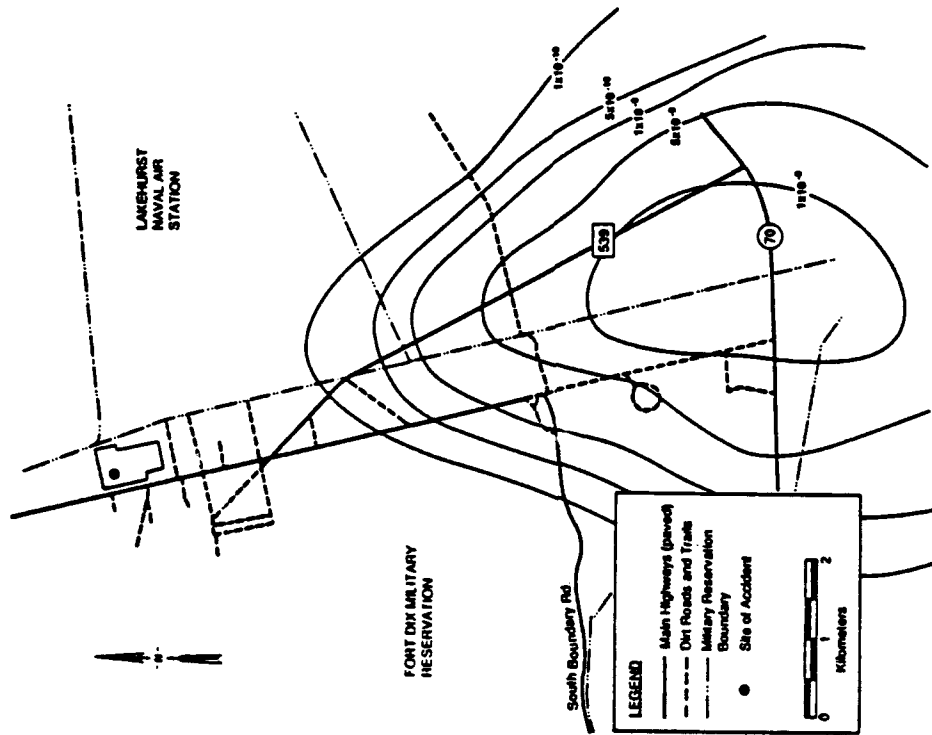 LAKEHURST
NAVAL AIR
STATION
1x10⁻¹⁰
5x10⁻¹⁰
1x10⁻⁹
5x10⁻⁹
1x10⁻⁸
539
70
-N-
FORT DIX MILITARY
RESERVATION
South Boundary Rd
LEGEND
Main Highways (paved)
Dirt Roads and Trails
Military Reservation
Boundary
Site of Accident
0 1 2
Kilometers